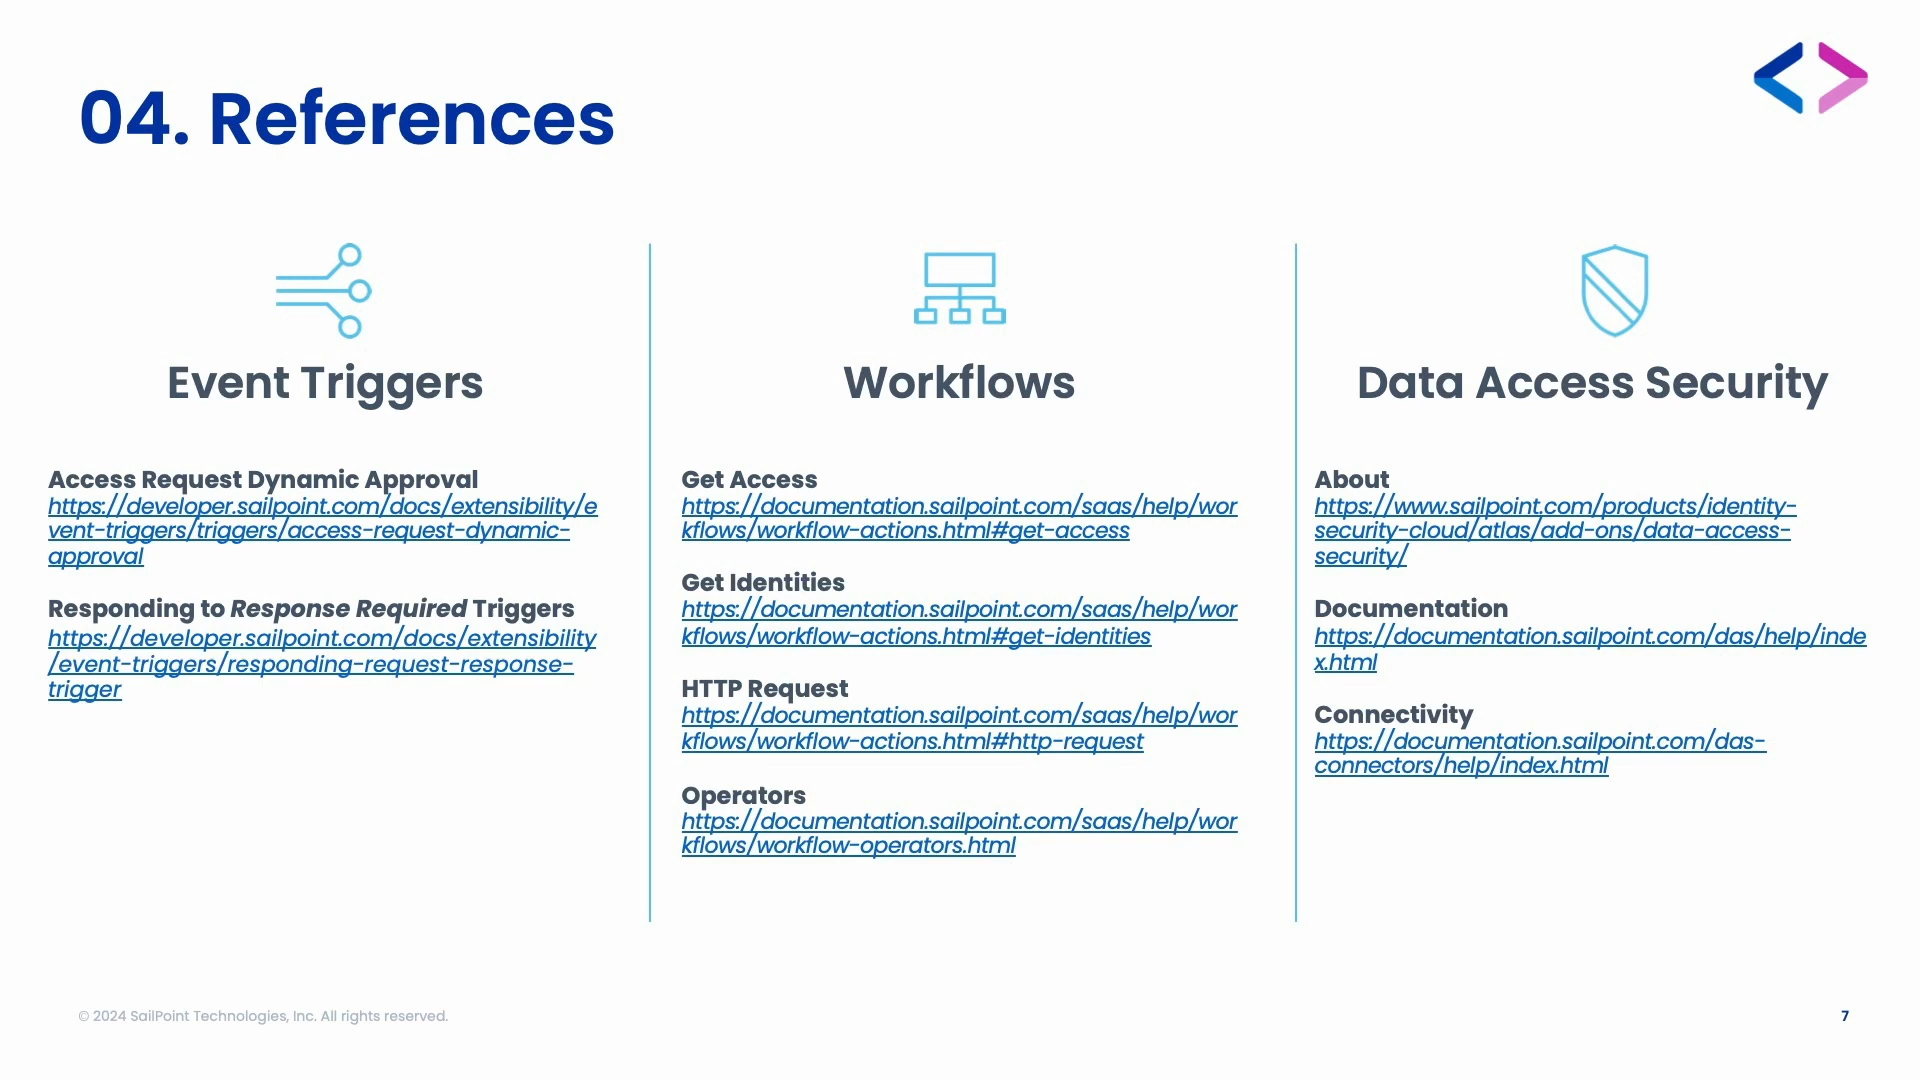 04. References
Event Triggers
Access Request Dynamic Approval
https://developer.sailpoint.com/docs/extensibility/e
vent-triggers/triggers/access-request-dynamic-
approval
Responding to Response Required Triggers
https://developer.sailpoint.com/docs/extensibility
/event-triggers/responding-request-response-
trigger
Workflows
Get Access
https://documentation.sailpoint.com/saas/help/wor
kflows/workflow-actions.html#get-access
Get Identities
https://documentation.sailpoint.com/saas/help/wor
kflows/workflow-actions.html#get-identities
HTTP Request
https://documentation.sailpoint.com/saas/help/wor
kflows/workflow-actions.html#http-request
Operators
https://documentation.sailpoint.com/saas/help/wor
kflows/workflow-operators.html
Data Access Security
About
https://www.sailpoint.com/products/identity-
security-cloud/atlas/add-ons/data-access-
security/
Documentation
https://documentation.sailpoint.com/das/help/inde
x.html
Connectivity
https://documentation.sailpoint.com/das-
connectors/help/index.html
© 2024 SailPoint Technologies, Inc. All rights reserved.
7